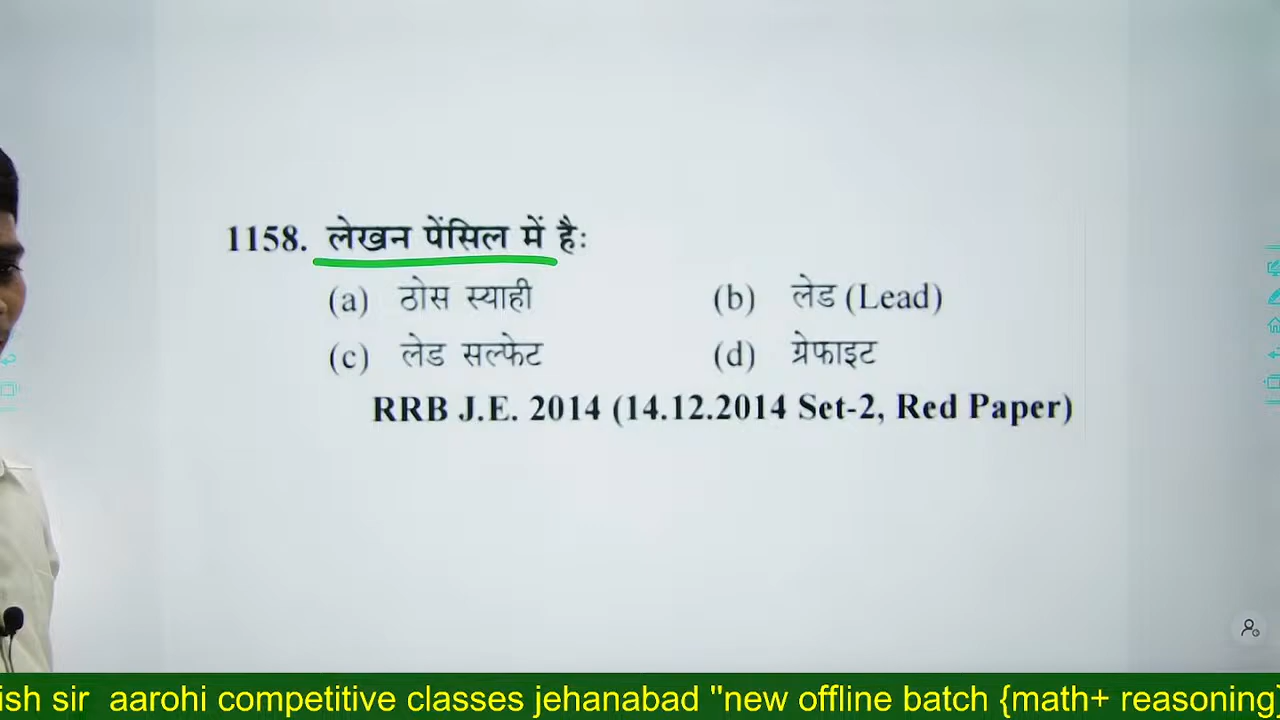 1158. लेखन पेंसिल में है:
(a) ठोस स्याही (b) लेड (Lead)
(c) लेड सल्फेट (d) ग्रेफाइट
RRB J.E. 2014 (14.12.2014 Set-2, Red Paper)
ish sir aarohi competitive classes jehanabad "new offline batch {math+ reasoning}